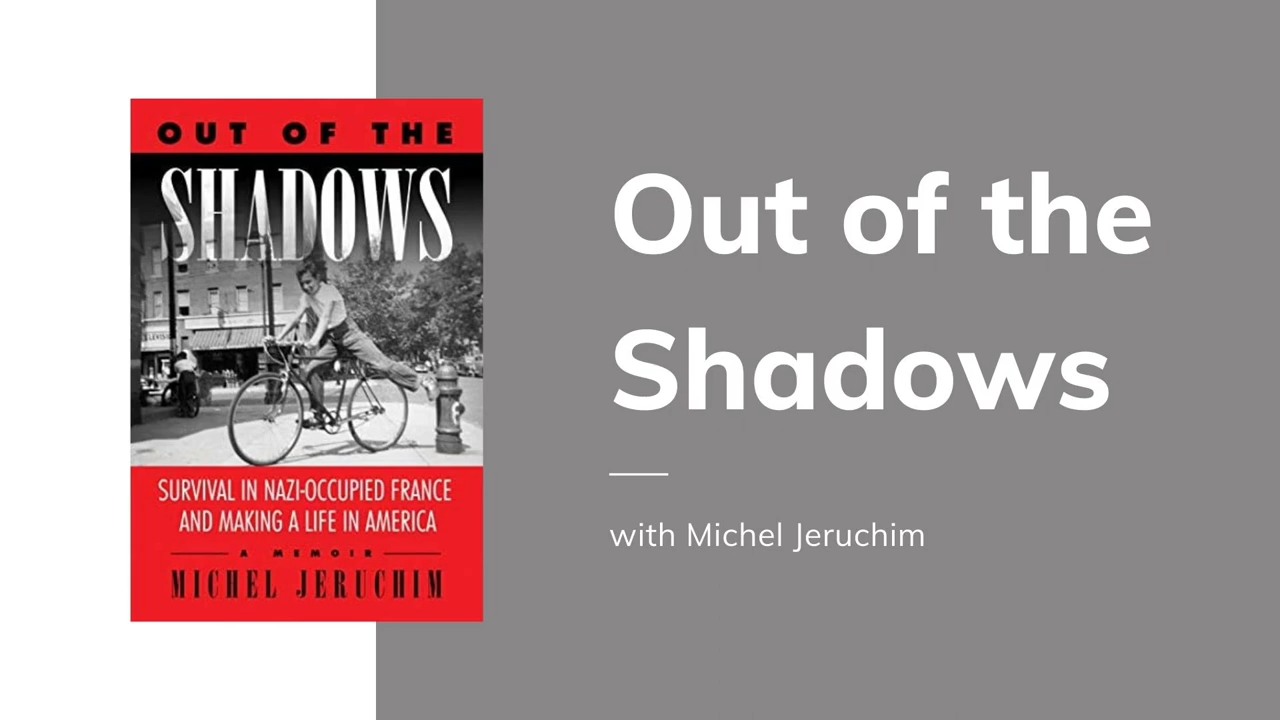 OUT OF THE
SHADOWS
SURVIVAL IN NAZI-OCCUPIED FRANCE
AND MAKING A LIFE IN AMERICA
A MEMOIR
MICHEL JERUCHIM
Out of the
Shadows
with Michel Jeruchim